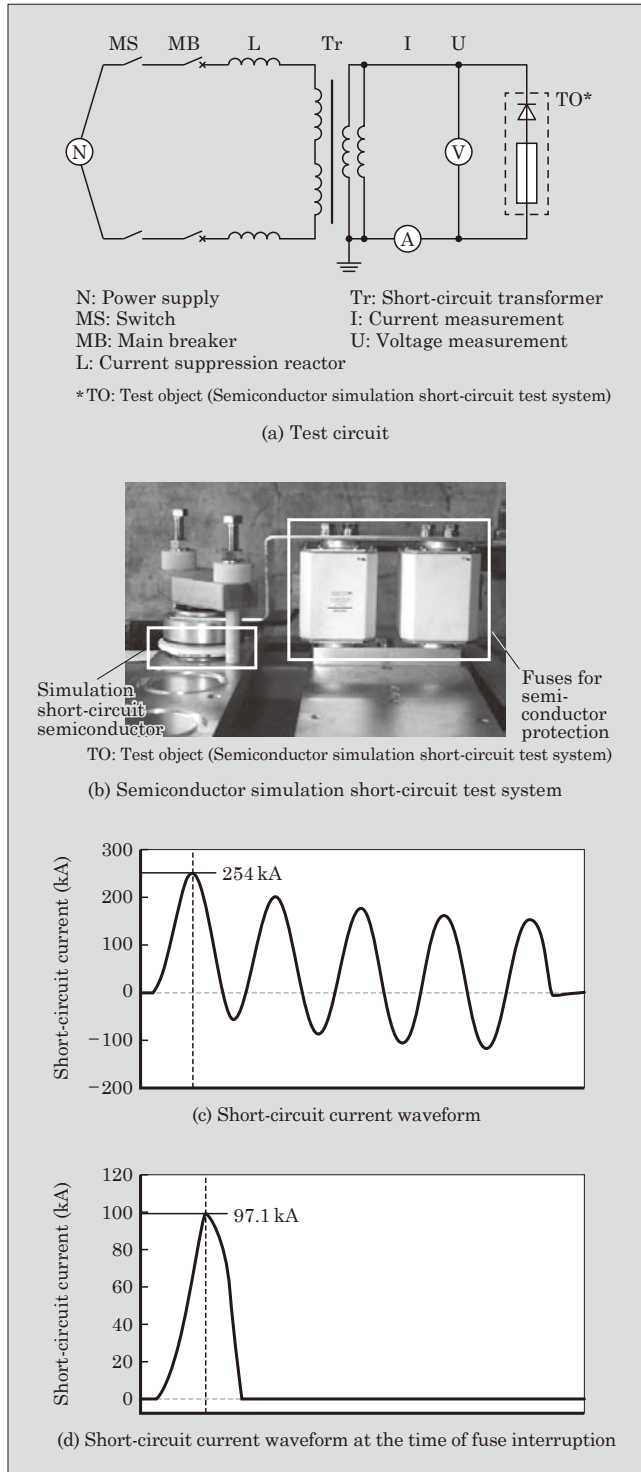 MS MB L Tr I U
TO*
N
V
A
N: Power supply
MS: Switch
MB: Main breaker
L: Current suppression reactor
Tr: Short-circuit transformer
I: Current measurement
U: Voltage measurement
*TO: Test object (Semiconductor simulation short-circuit test system)
(a) Test circuit
Simulation
short-circuit
semiconductor
Fuses for
semi-
conductor
protection
TO: Test object (Semiconductor simulation short-circuit test system)
(b) Semiconductor simulation short-circuit test system
Short-circuit current (kA)
300
200
100
0
−100
−200
254 kA
(c) Short-circuit current waveform
Short-circuit current (kA)
120
100
80
60
40
20
0
97.1 kA
(d) Short-circuit current waveform at the time of fuse interruption